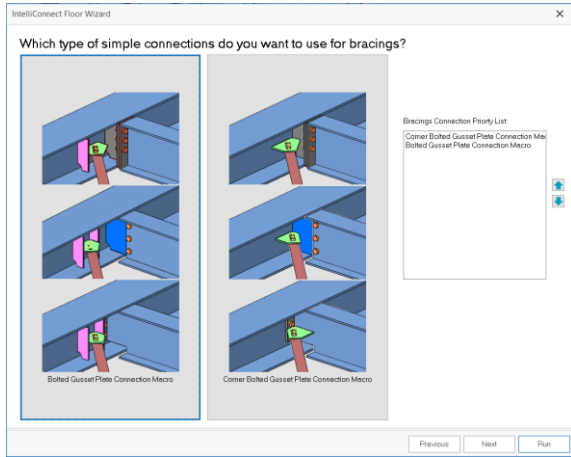 IntelliConnect Floor Wizard
Which type of simple connections do you want to use for bracings?
Bracings Connection Priorty List
Corner Bolted Gusset Plate Connection Mac
Bolted Gusset Plate Connection Macro
Bolted Gusset Plate Connection Macro
Corner Bolted Gusset Plate Connection Macro
Previous
Next
Run